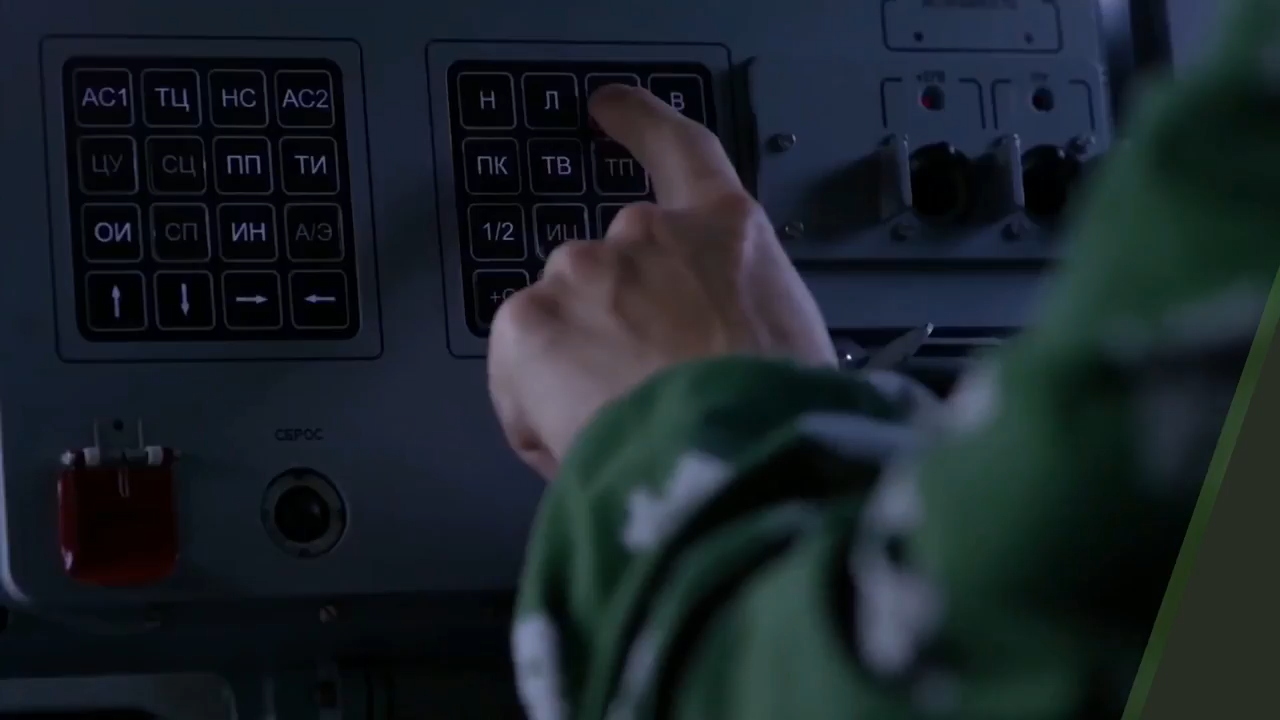 АС1 ТЦ НС АС2
ЦУ СЦ ПП ТИ
ОИ СП ИН А/Э
Н Л В
ПК ТВ ТП
1/2 ИЦ
СБРОС